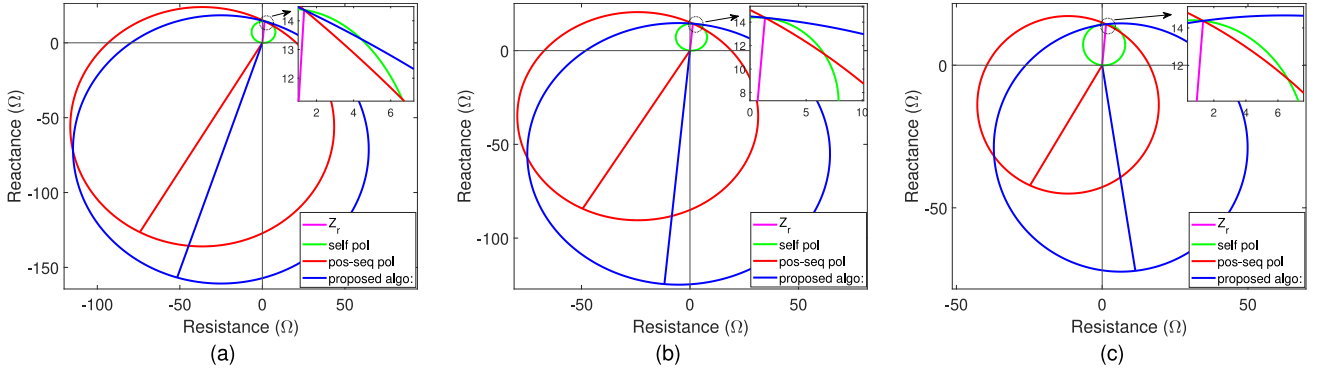 14
13
12
2
4
6
0
-50
-100
-150
Reactance (Ω)
-100
-50
0
50
Resistance (Ω)
Zr
self pol
pos-seq pol
proposed algo:
(a)
14
12
10
8
0
5
10
0
-50
-100
Reactance (Ω)
-50
0
50
Resistance (Ω)
Zr
self pol
pos-seq pol
proposed algo:
(b)
14
12
2
4
6
0
-50
Reactance (Ω)
-50
0
50
Resistance (Ω)
Zr
self pol
pos-seq pol
proposed algo:
(c)